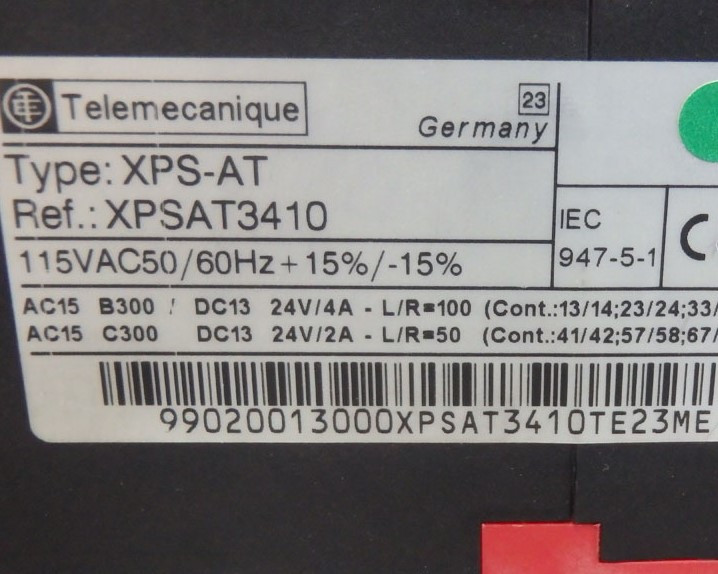 Telemecanique
23
Germany
Type: XPS-AT
Ref.: XPSAT3410
115VAC50/60Hz+15%/-15%
IEC
947-5-1
AC15 B300 / DC13 24V/4A - L/R=100 (Cont.:13/14;23/24;33/
AC15 C300 DC13 24V/2A - L/R=50 (Cont.:41/42;57/58;67/
99020013000XPSAT3410TE23ME